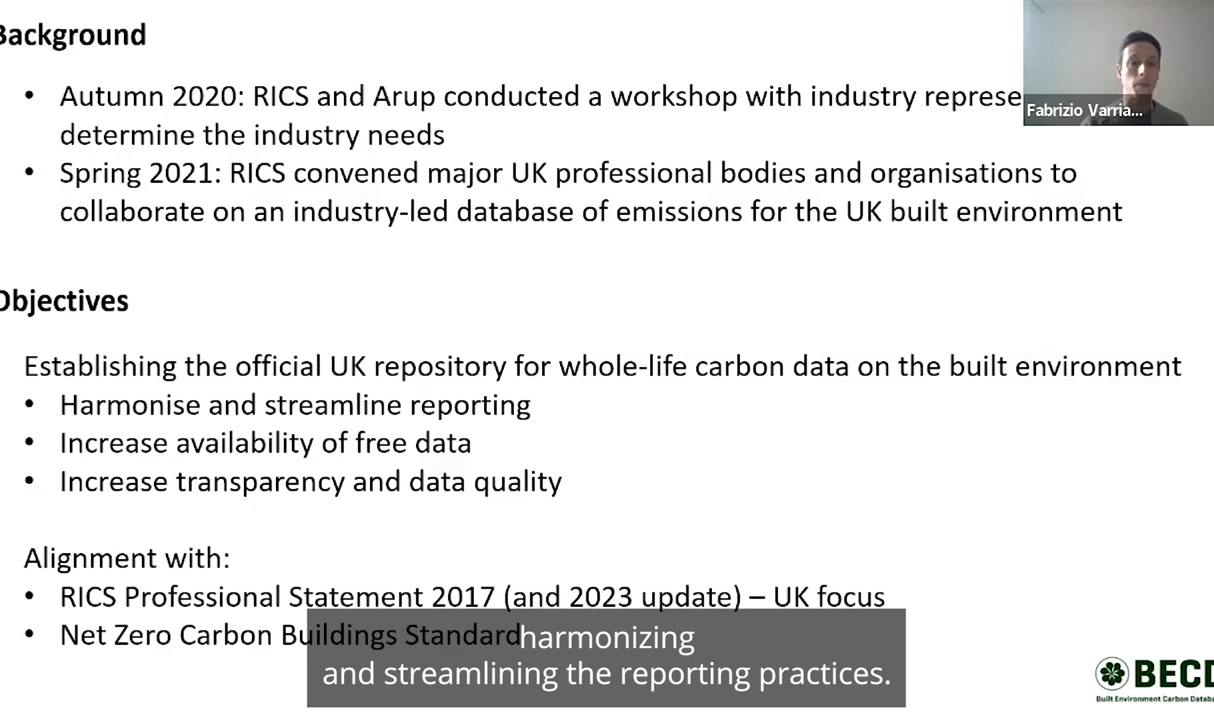 Background
• Autumn 2020: RICS and Arup conducted a workshop with industry
determine the industry needs
• Spring 2021: RICS convened major UK professional bodies and organisations to
collaborate on an industry-led database of emissions for the UK built environment
Objectives
Establishing the official UK repository for whole-life carbon data on the built environment
• Harmonise and streamline reporting
• Increase availability of free data
• Increase transparency and data quality
Alignment with:
• RICS Professional Statement 2017 (and 2023 update) – UK focus
• Net Zero Carbon Buildings Standard
harmonizing
and streamlining the reporting practices.
Fabrizio Varria...
BECD
Built Environment Carbon